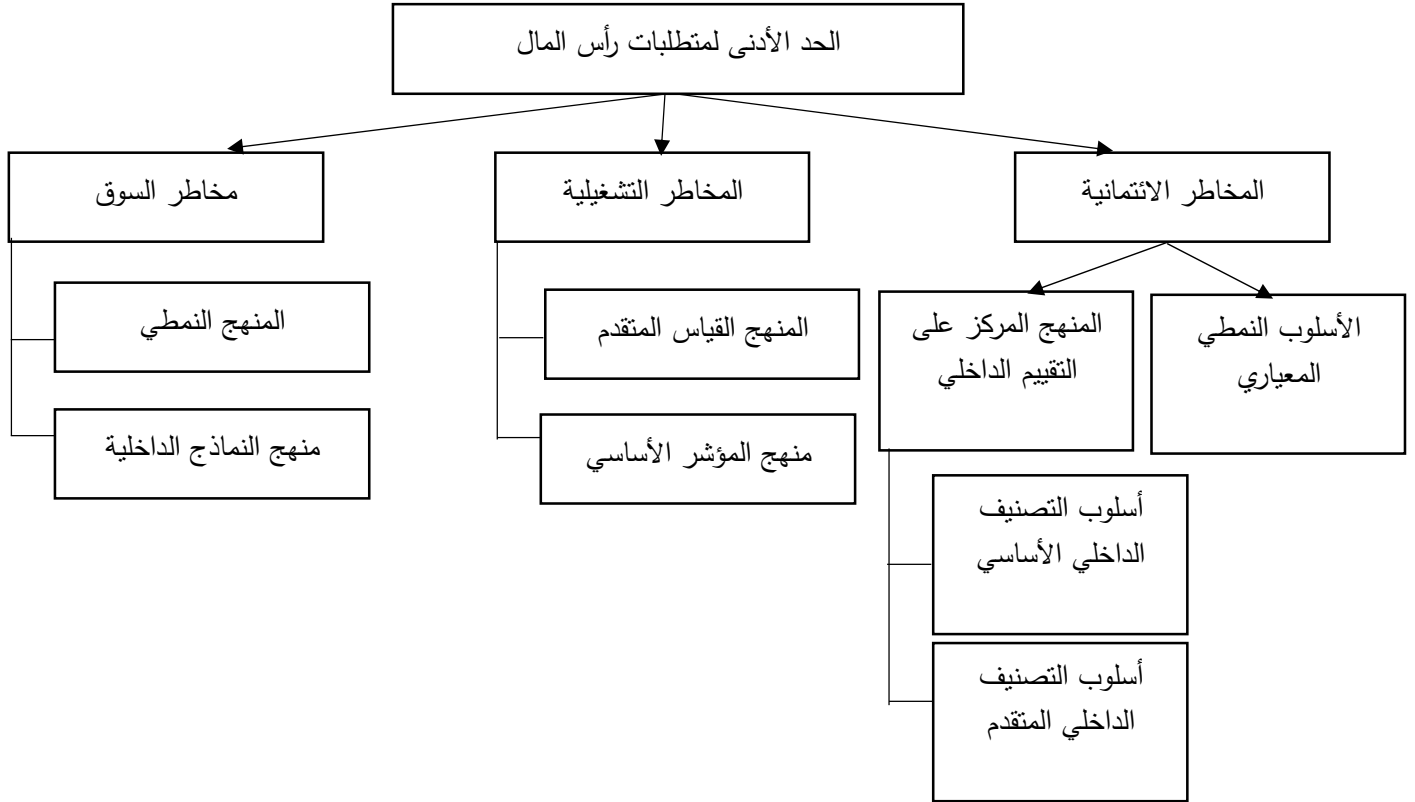 الحد الأدنى لمتطلبات رأس المال
المخاطر الائتمانية
المخاطر التشغيلية
مخاطر السوق
الأسلوب النمطي
المعياري
المنهج المركز على
التقييم الداخلي
أسلوب التصنيف
الداخلي الأساسي
أسلوب التصنيف
الداخلي المتقدم
المنهج القياس المتقدم
منهج المؤشر الأساسي
المنهج النمطي
منهج النماذج الداخلية